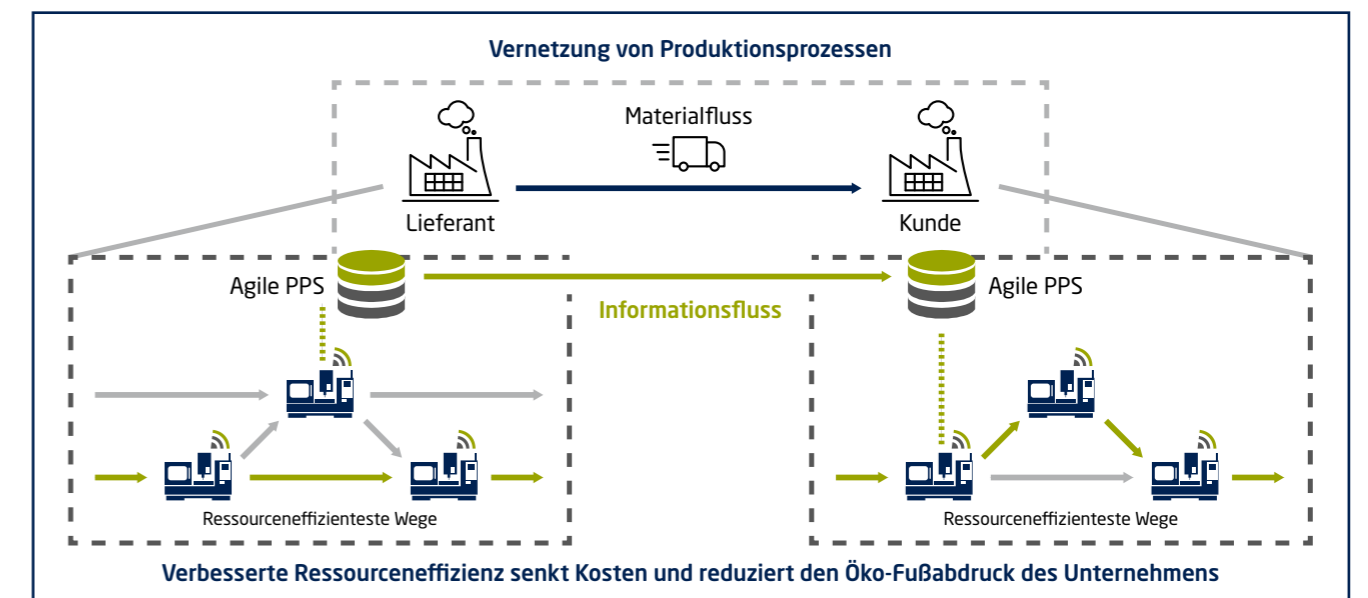 Vernetzung von Produktionsprozessen
Materialfluss
Lieferant
Kunde
Agile PPS
Agile PPS
Informationsfluss
Ressourceneffizienteste Wege
Ressourceneffizienteste Wege
Verbesserte Ressourceneffizienz senkt Kosten und reduziert den Öko-Fußabdruck des Unternehmens